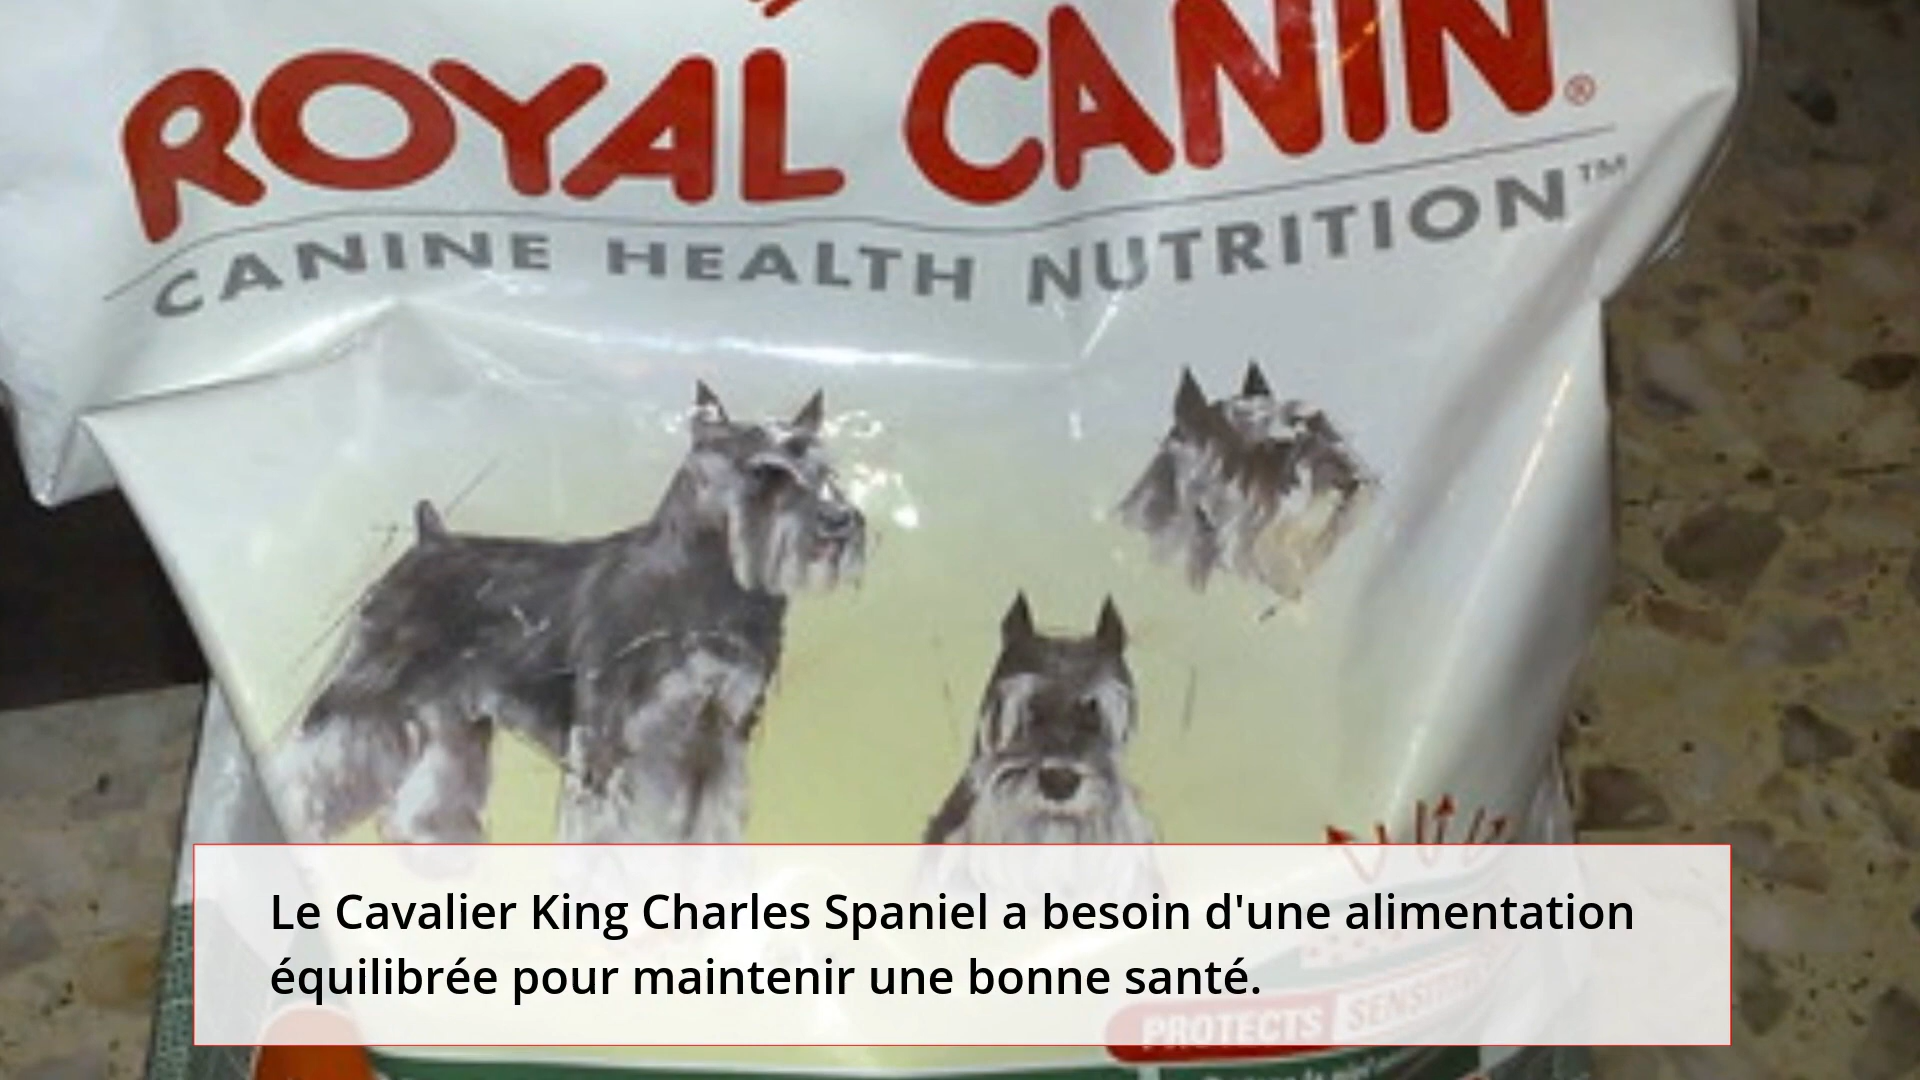 ROYAL CANIN®
CANINE HEALTH NUTRITION™
Le Cavalier King Charles Spaniel a besoin d'une alimentation
équilibrée pour maintenir une bonne santé.
PROTECTS